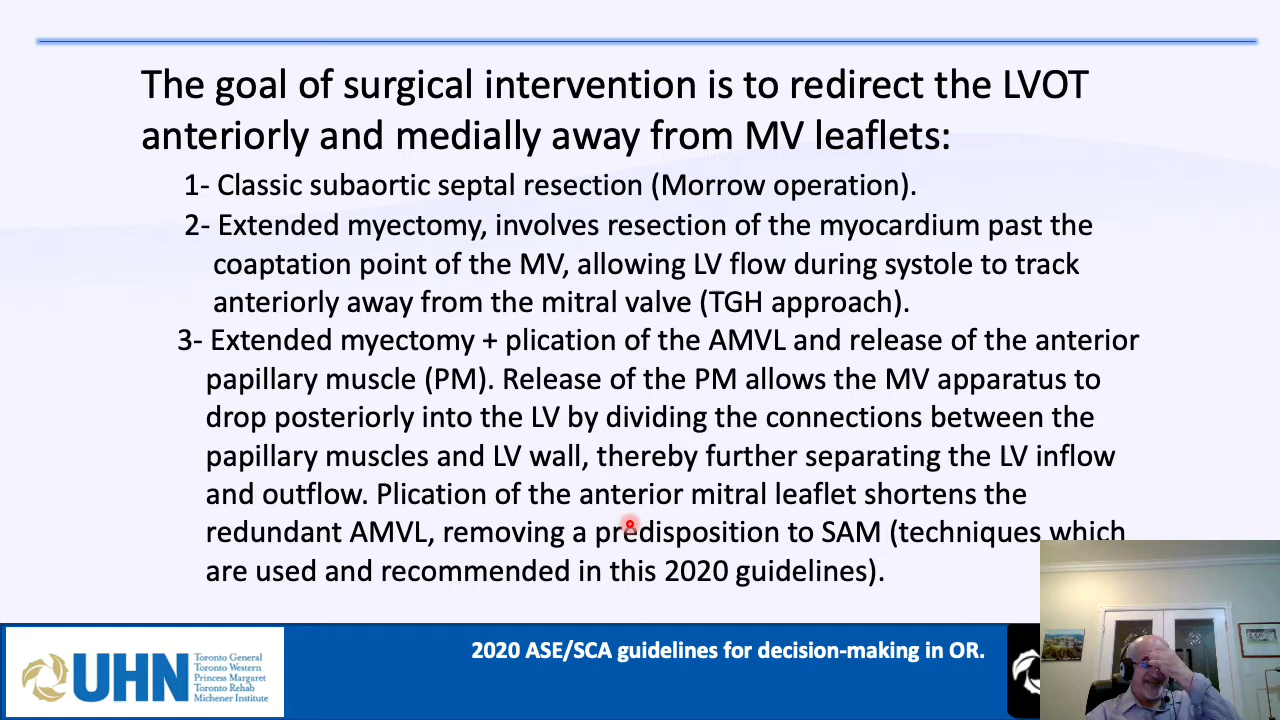 The goal of surgical intervention is to redirect the LVOT
anteriorly and medially away from MV leaflets:
1- Classic subaortic septal resection (Morrow operation).
2- Extended myectomy, involves resection of the myocardium past the
coaptation point of the MV, allowing LV flow during systole to track
anteriorly away from the mitral valve (TGH approach).
3- Extended myectomy + plication of the AMVL and release of the anterior
papillary muscle (PM). Release of the PM allows the MV apparatus to
drop posteriorly into the LV by dividing the connections between the
papillary muscles and LV wall, thereby further separating the LV inflow
and outflow. Plication of the anterior mitral leaflet shortens the
redundant AMVL, removing a predisposition to SAM (techniques which
are used and recommended in this 2020 guidelines).
2020 ASE/SCA guidelines for decision-making in OR.
UHN
Toronto General
Toronto Western
Princess Margaret
Toronto Rehab
Michener Institute